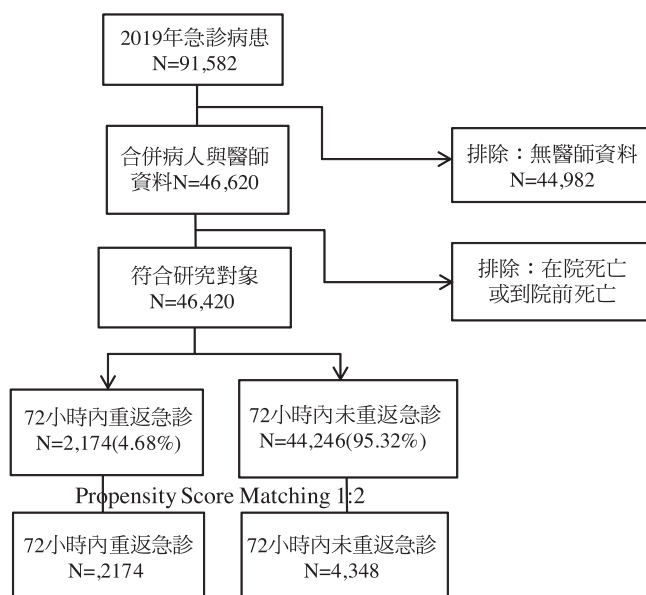 2019年急診病患
N=91,582
合併病人與醫師
資料N=46,620
排除：無醫師資料
N=44,982
符合研究對象
N=46,420
排除：在院死亡
或到院前死亡
72小時內重返急診
N=2,174(4.68%)
72小時內未重返急診
N=44,246(95.32%)
Propensity Score Matching 1:2
72小時內重返急診
N=,2174
72小時內未重返急診
N=4,348